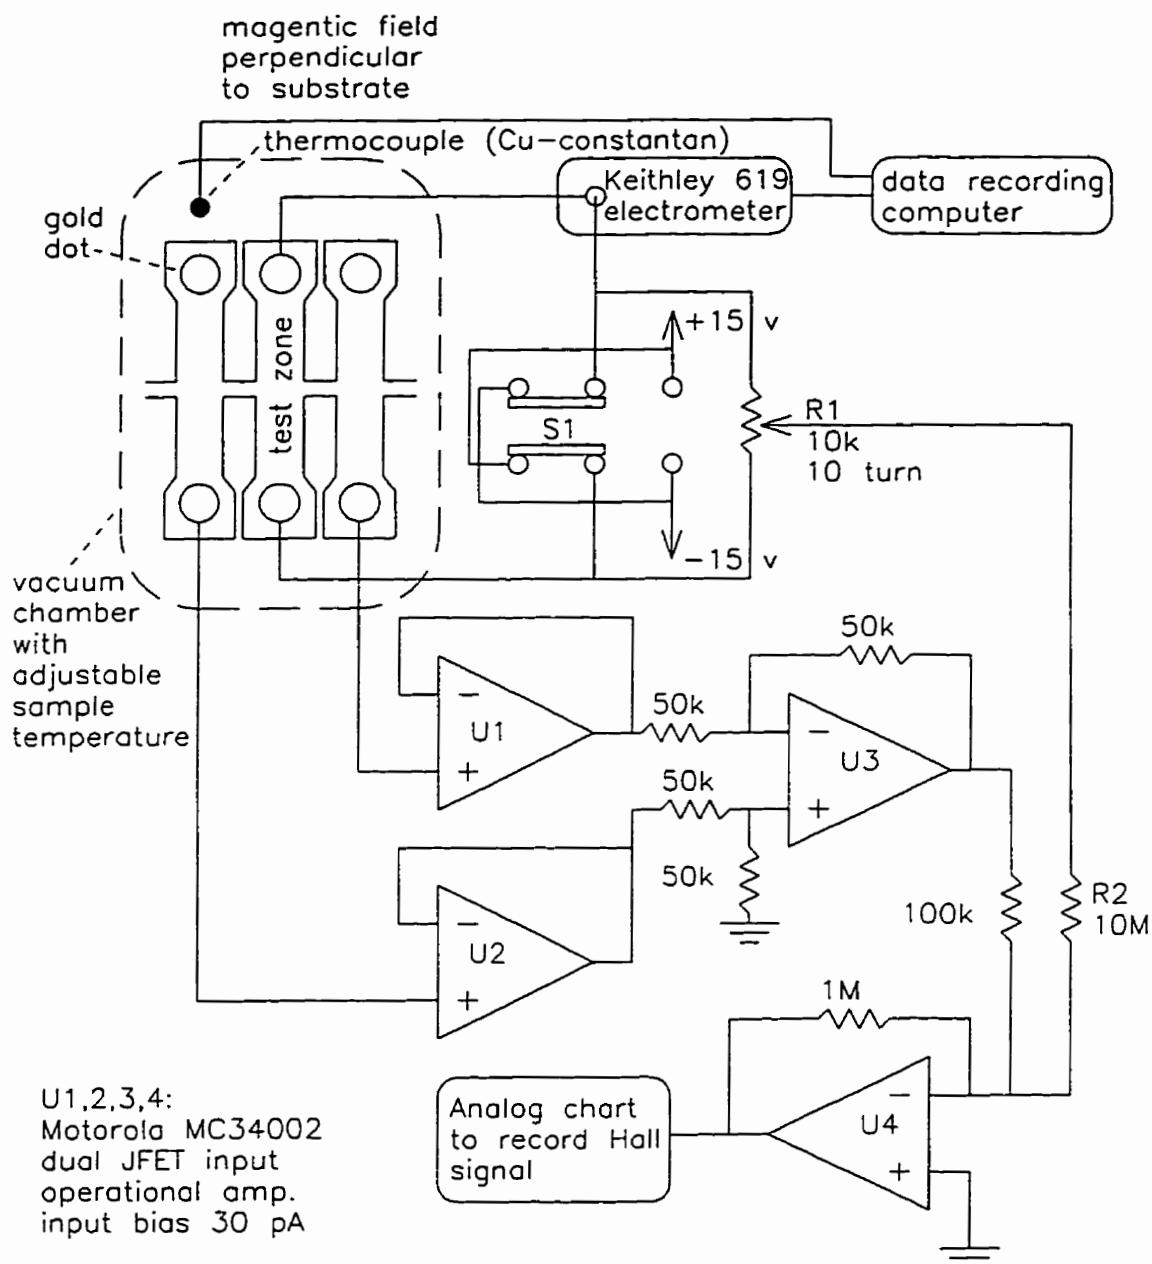 magentic field
perpendicular
to substrate
thermocouple (Cu-constantan)
Keithley 619
electrometer
data recording
computer
gold
dot
test zone
+15 v
S1
R1
10k
10 turn
-15 v
vacuum
chamber
with
adjustable
sample
temperature
50k
-
U1
+
50k
-
U3
+
50k
50k
-
U2
+
100k
R2
10M
1M
-
U4
+
Analog chart
to record Hall
signal
U1,2,3,4:
Motorola MC34002
dual JFET input
operational amp.
input bias 30 pA